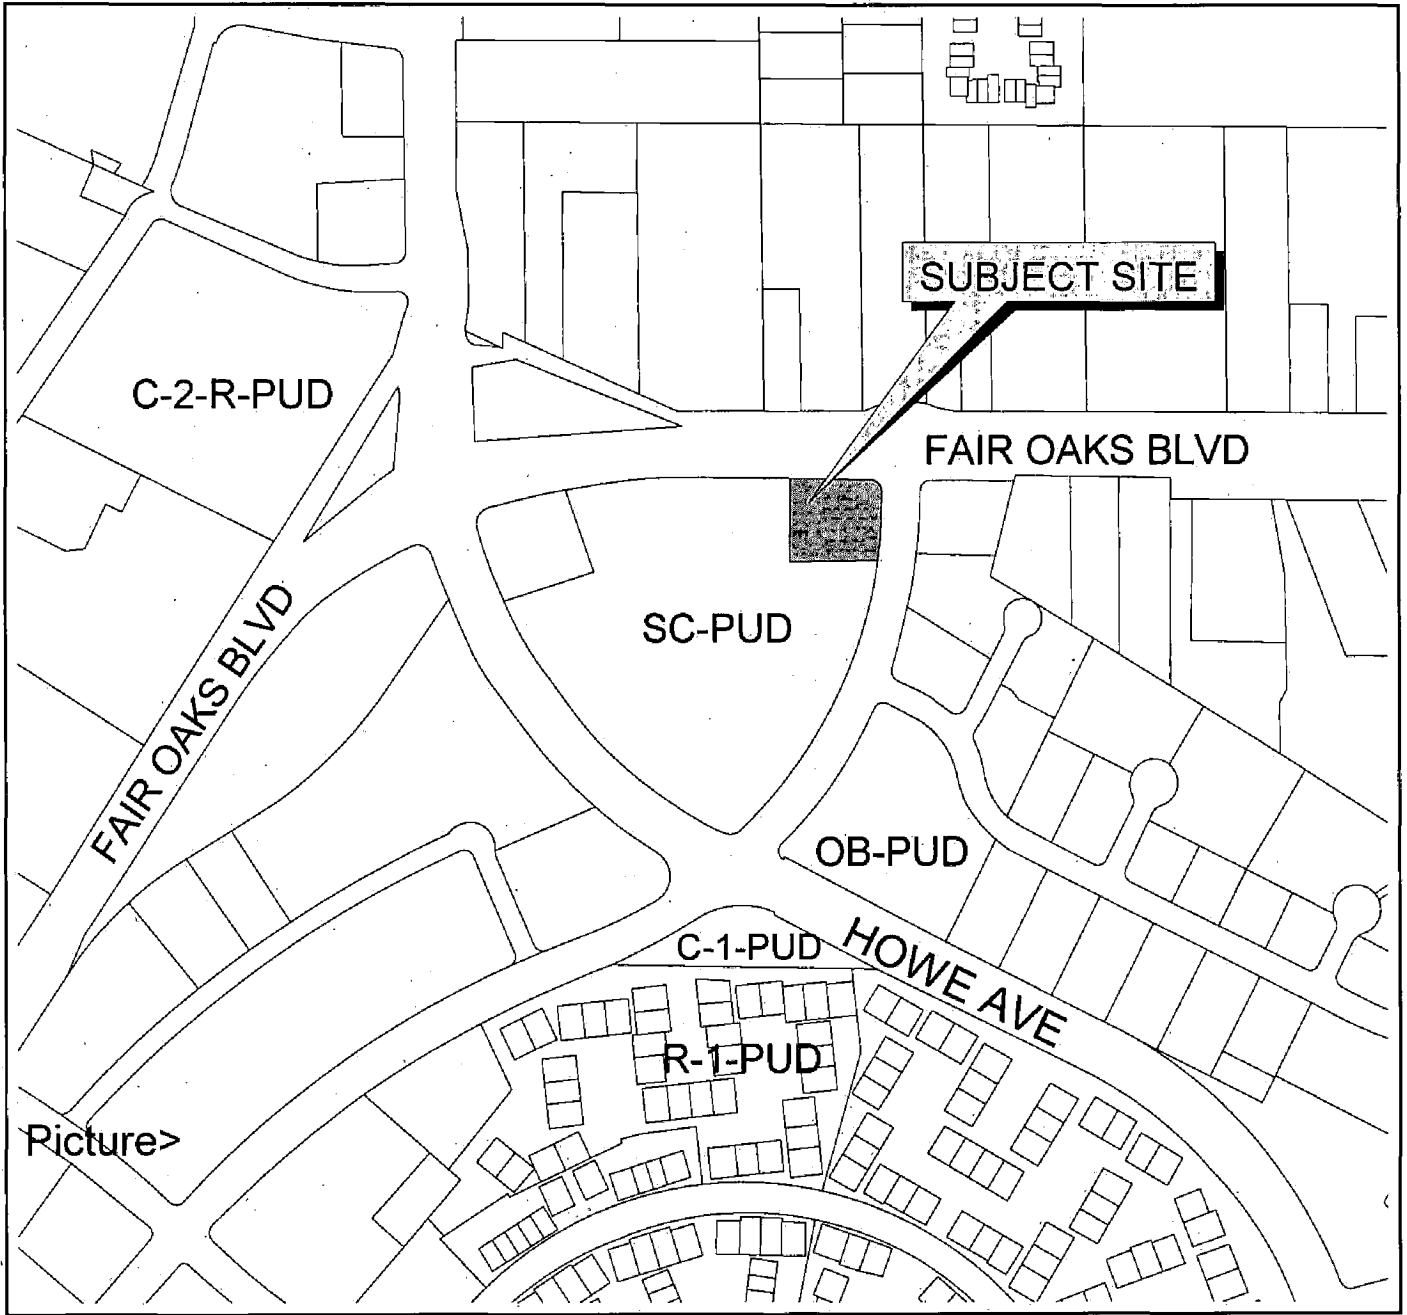 SUBJECT SITE
C-2-R-PUD
FAIR OAKS BLVD
SC-PUD
FAIR OAKS BLVD
OB-PUD
C-1-PUD
HOWE AVE
R-1-PUD
Picture>